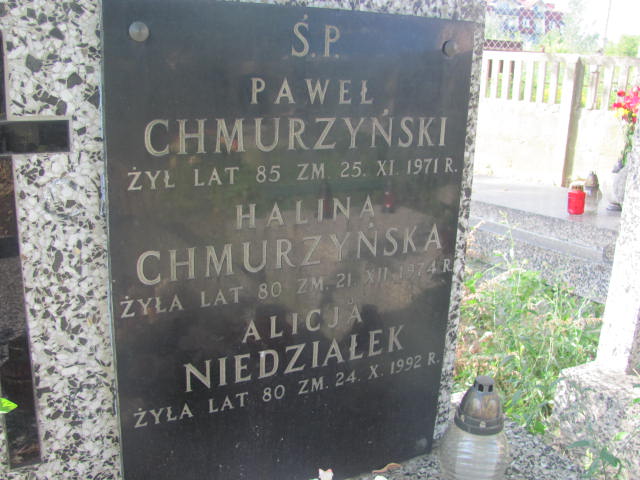 Ś.P.
PAWEŁ
CHMURZYŃSKI
ŻYŁ LAT 85 ZM. 25. XI. 1971 R.
HALINA
CHMURZYŃSKA
ŻYŁA LAT 80 ZM. 21. XII. 1974 R.
ALICJA
NIEDZIAŁEK
ŻYŁA LAT 80 ZM. 24. X. 1992 R.